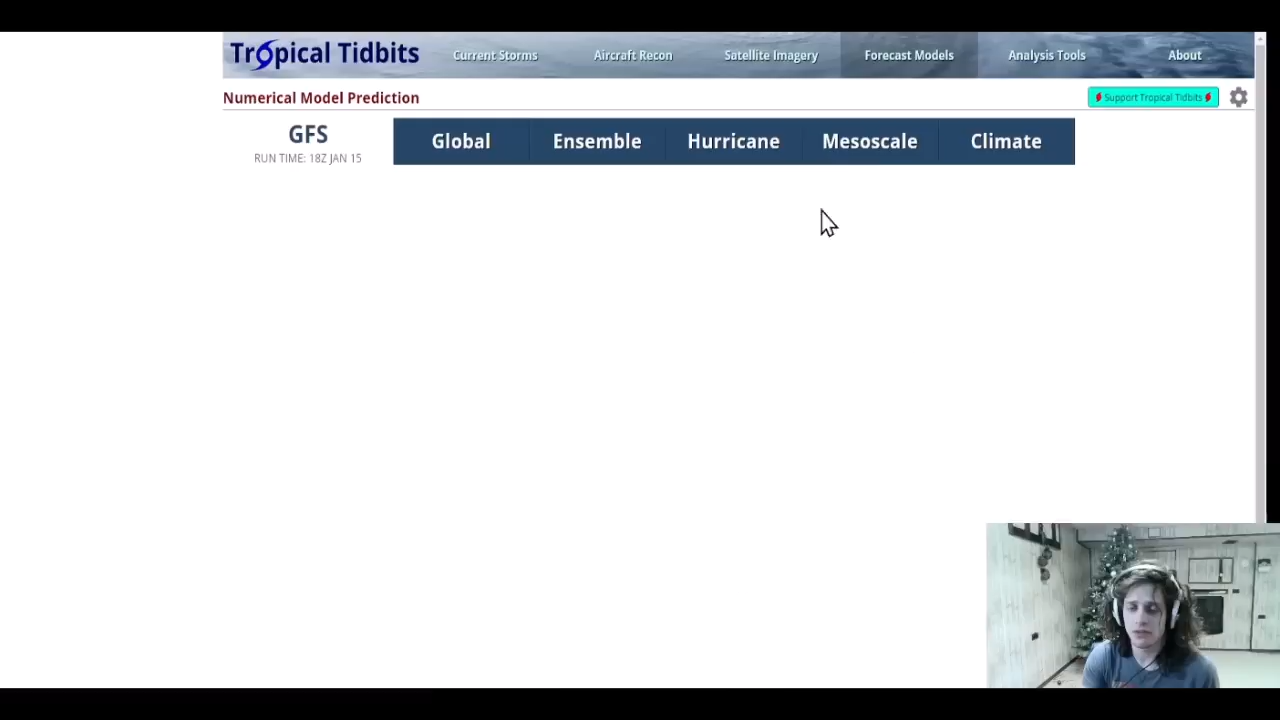 Tropical Tidbits
Current Storms Aircraft Recon Satellite Imagery Forecast Models Analysis Tools About
Numerical Model Prediction
Support Tropical Tidbits
GFS
RUN TIME: 18Z JAN 15
Global Ensemble Hurricane Mesoscale Climate